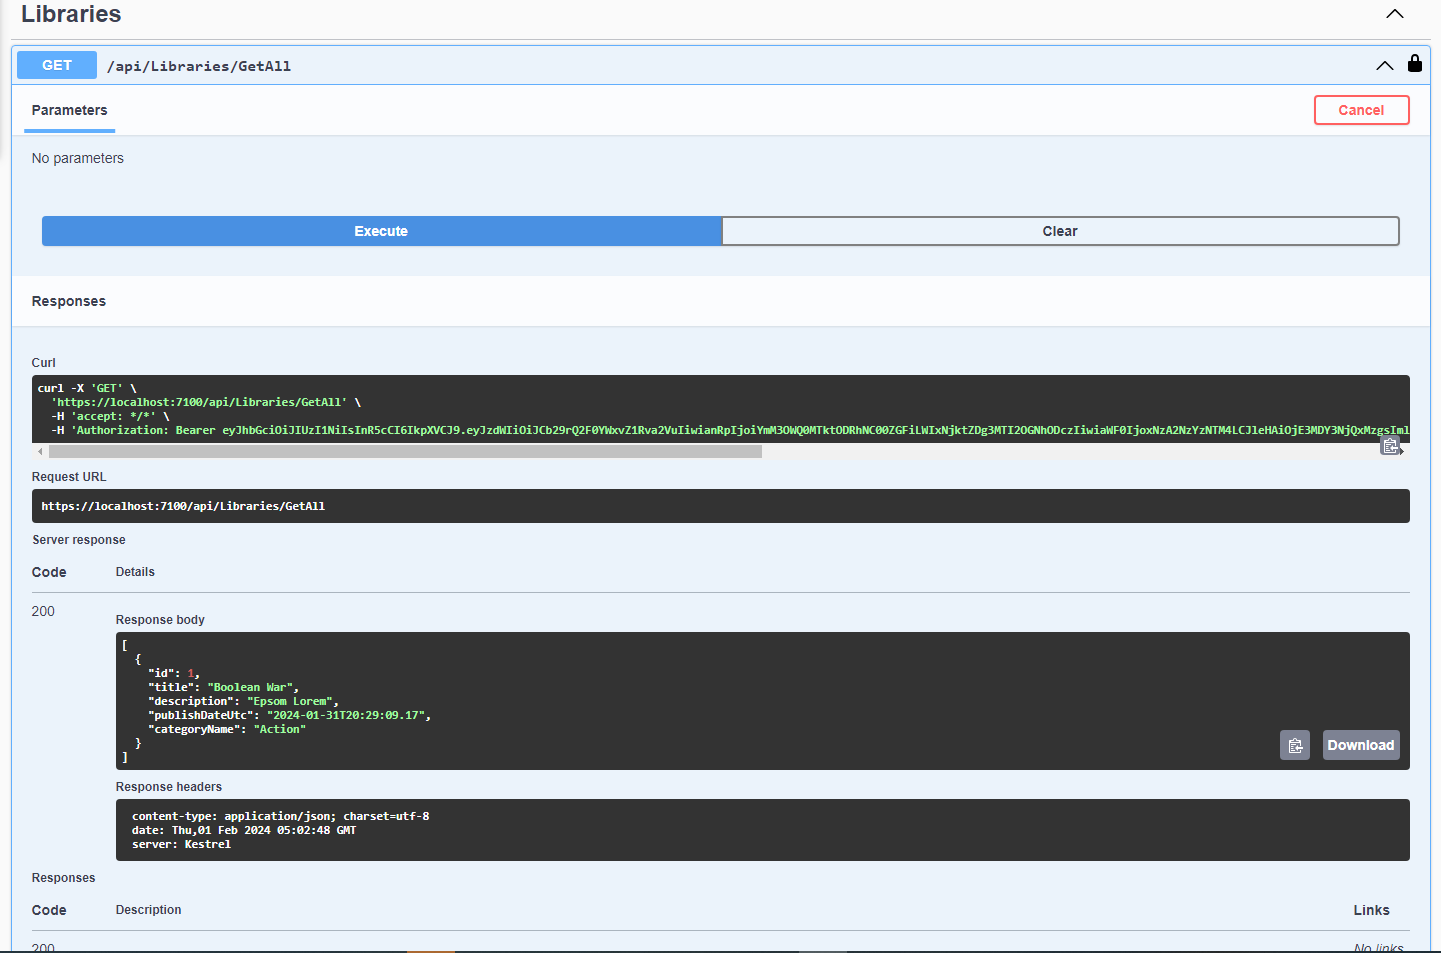 Libraries
GET /api/Libraries/GetAll
Parameters
Cancel
No parameters
Execute
Clear
Responses
Curl
curl -X 'GET' \
'https://localhost:7100/api/Libraries/GetAll' \
-H 'accept: */*' \
-H 'Authorization: Bearer eyJhbGciOiJIUzI1NiIsInR5cCI6IkpXVCJ9.eyJzdWIiOiJCb29rQ2F0YWxvZ1Rva2VuIiwianRpIjoiYmM3OWQ0MTktODRhNC00ZGFiLWIxNjktZDg3MTI2OGNhODczIiwiaWF0IjoxNzA2NzYzNTM4LCJleHAiOjE3MDY3NjQxMzgsIml
Request URL
https://localhost:7100/api/Libraries/GetAll
Server response
Code Details
200
Response body
[
{
"id": 1,
"title": "Boolean War",
"description": "Epsom Lorem",
"publishDateUtc": "2024-01-31T20:29:09.17",
"categoryName": "Action"
}
]
Download
Response headers
content-type: application/json; charset=utf-8
date: Thu,01 Feb 2024 05:02:48 GMT
server: Kestrel
Responses
Code Description Links
200 No links